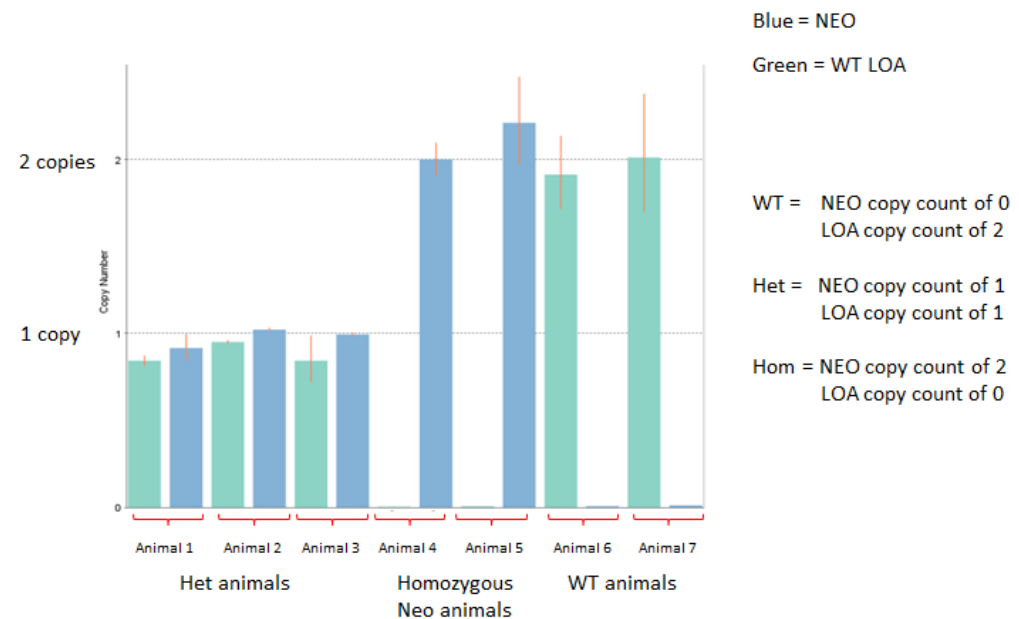 Blue = NEO
Green = WT LOA
2 copies
2
WT = NEO copy count of 0
LOA copy count of 2
Copy Number
Het = NEO copy count of 1
LOA copy count of 1
1 copy
1
Hom = NEO copy count of 2
LOA copy count of 0
0
Animal 1 Animal 2 Animal 3 Animal 4 Animal 5 Animal 6 Animal 7
Het animals
Homozygous
Neo animals
WT animals